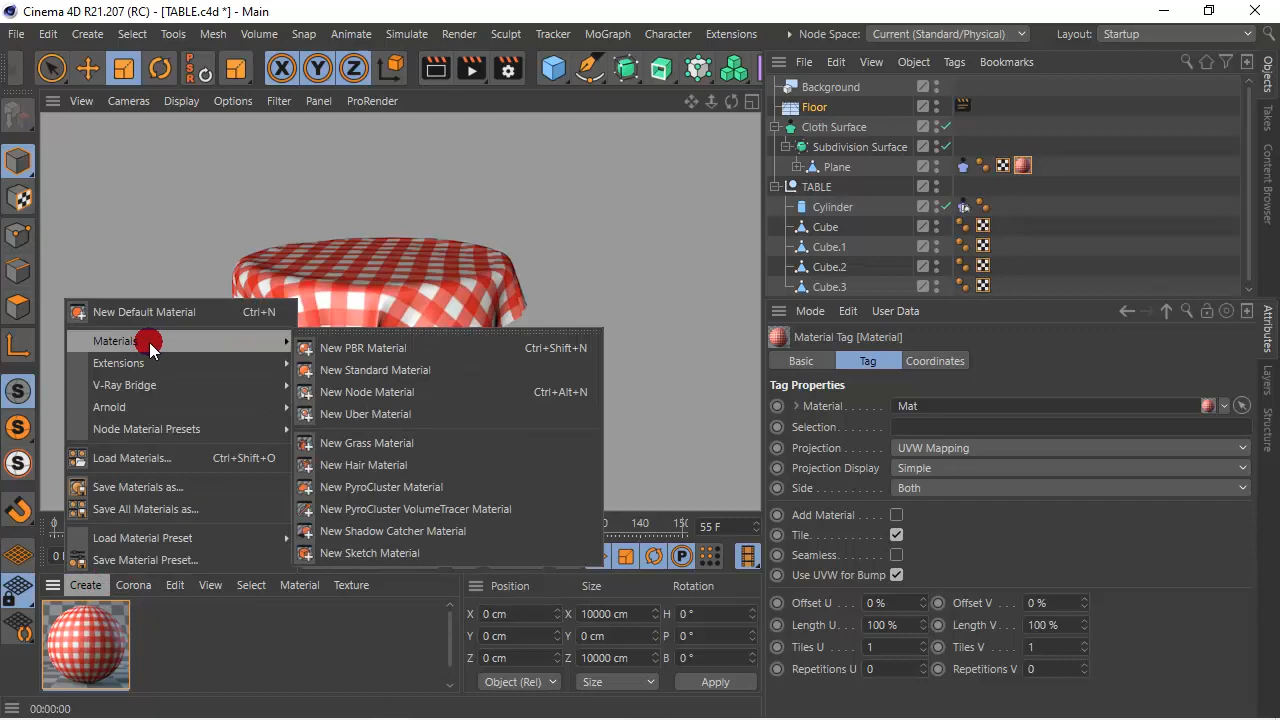 Cinema 4D R21.207 (RC) - [TABLE.c4d *] - Main
File Edit Create Select Tools Mesh Volume Snap Animate Simulate Render Sculpt Tracker MoGraph Character Extensions Node Space: Current (Standard/Physical) Layout: Startup
View Cameras Display Options Filter Panel ProRender
File Edit View Object Tags Bookmarks
Background
Floor
Cloth Surface
Subdivision Surface
Plane
TABLE
Cylinder
Cube
Cube.1
Cube.2
Cube.3
Objects
Takes
Content Browser
Attributes
Layers
Structure
New Default Material Ctrl+N
Materials
Extensions
V-Ray Bridge
Arnold
Node Material Presets
Load Materials... Ctrl+Shift+O
Save Materials as...
Save All Materials as...
Load Material Preset
Save Material Preset...
New PBR Material Ctrl+Shift+N
New Standard Material
New Node Material Ctrl+Alt+N
New Uber Material
New Grass Material
New Hair Material
New PyroCluster Material
New PyroCluster VolumeTracer Material
New Shadow Catcher Material
New Sketch Material
Mode Edit User Data
Material Tag [Material]
Basic Tag Coordinates
Tag Properties
Material . . . . . . Mat
Selection. . . . . .
Projection . . . . . UVW Mapping
Projection Display Simple
Side . . . . . . . . . Both
Add Material . . . .
Tile. . . . . . . . . . .
Seamless. . . . . .
Use UVW for Bump
Offset U . . . 0 % Offset V . . . 0 %
Length U. . . 100 % Length V . . 100 %
Tiles U . . . . 1 Tiles V . . . . 1
Repetitions U 0 Repetitions V 0
140 55 F
Create Corona Edit View Select Material Texture
Position Size Rotation
X 0 cm X 10000 cm H 0 °
Y 0 cm Y 0 cm P 0 °
Z 0 cm Z 10000 cm B 0 °
Object (Rel) Size Apply
00:00:00